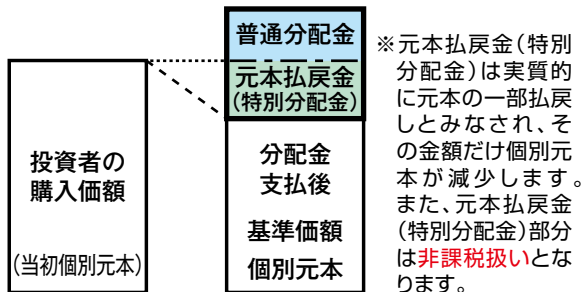 普通分配金
元本払戻金
(特別分配金)
投資者の
購入価額
(当初個別元本)
分配金
支払後
基準価額
個別元本
※元本払戻金(特別
分配金)は実質的
に元本の一部払戻
しとみなされ、そ
の金額だけ個別元
本が減少します。
また、元本払戻金
(特別分配金)部分
は非課税扱いとな
ります。